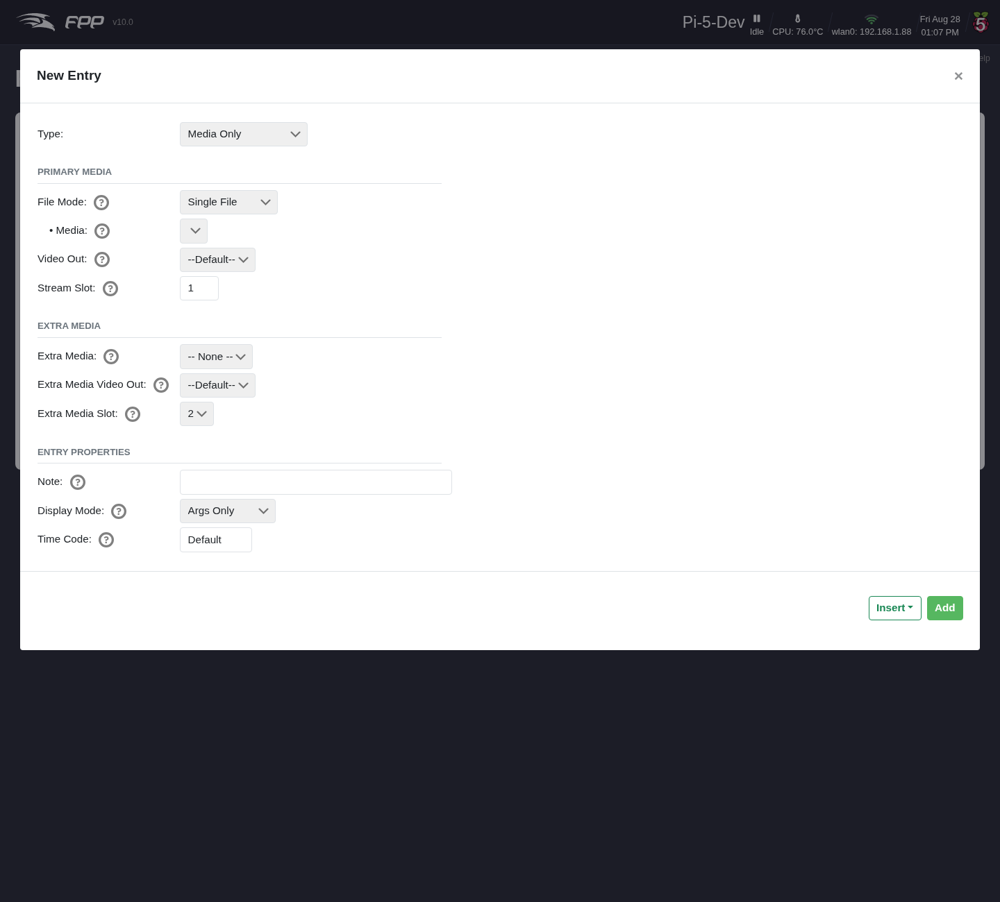 FPP v10.0
Pi-5-Dev
Idle
CPU: 76.0°C
wlan0: 192.168.1.88
Fri Aug 28
01:07 PM
5
elp
New Entry
×
Type: Media Only
PRIMARY MEDIA
File Mode: ? Single File
• Media: ?
Video Out: ? --Default--
Stream Slot: ? 1
EXTRA MEDIA
Extra Media: ? -- None --
Extra Media Video Out: ? --Default--
Extra Media Slot: ? 2
ENTRY PROPERTIES
Note: ?
Display Mode: ? Args Only
Time Code: ? Default
Insert Add